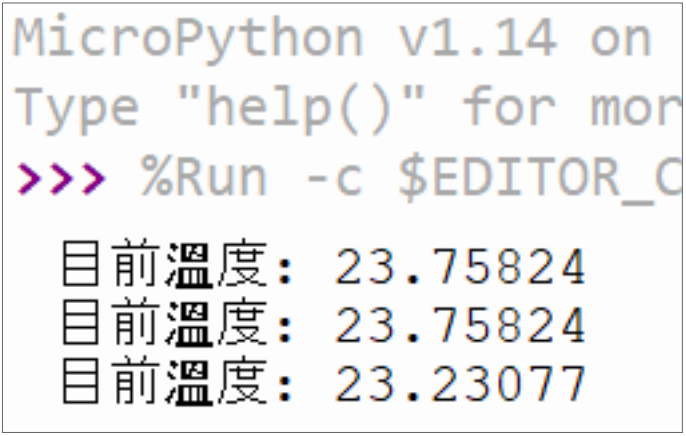 MicroPython v1.14 on
Type "help()" for mor
>>> %Run -c $EDITOR_C
目前溫度: 23.75824
目前溫度: 23.75824
目前溫度: 23.23077